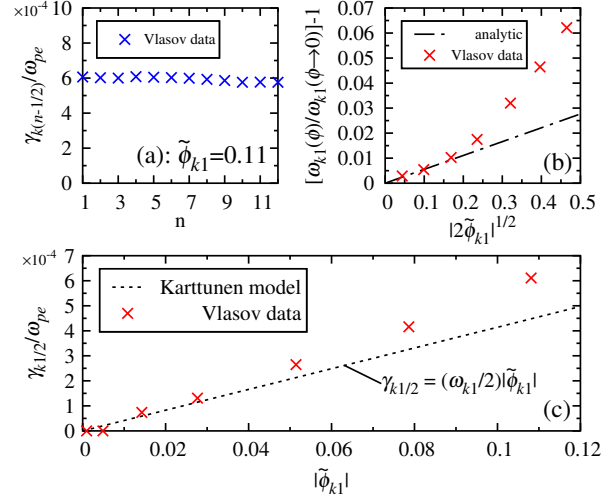 ×10⁻⁴
10
8
6
4
2
0
γₖ₍ₙ₋₁/₂₎/ωₚₑ
Vlasov data
(a): ϕ̃ₖ₁=0.11
1 3 5 7 9 11
n
[ωₖ₁(ϕ)/ωₖ₁(ϕ→0)]-1
0.07
0.06
0.05
0.04
0.03
0.02
0.01
0.00
analytic
Vlasov data
(b)
0 0.1 0.2 0.3 0.4 0.5
|2ϕ̃ₖ₁|^{1/2}
×10⁻⁴
7
6
5
4
3
2
1
0
γₖ₁/₂/ωₚₑ
Karttunen model
Vlasov data
γₖ₁/₂ = (ωₖ₁/2)|ϕ̃ₖ₁|
(c)
0.00 0.02 0.04 0.06 0.08 0.10 0.12
|ϕ̃ₖ₁|